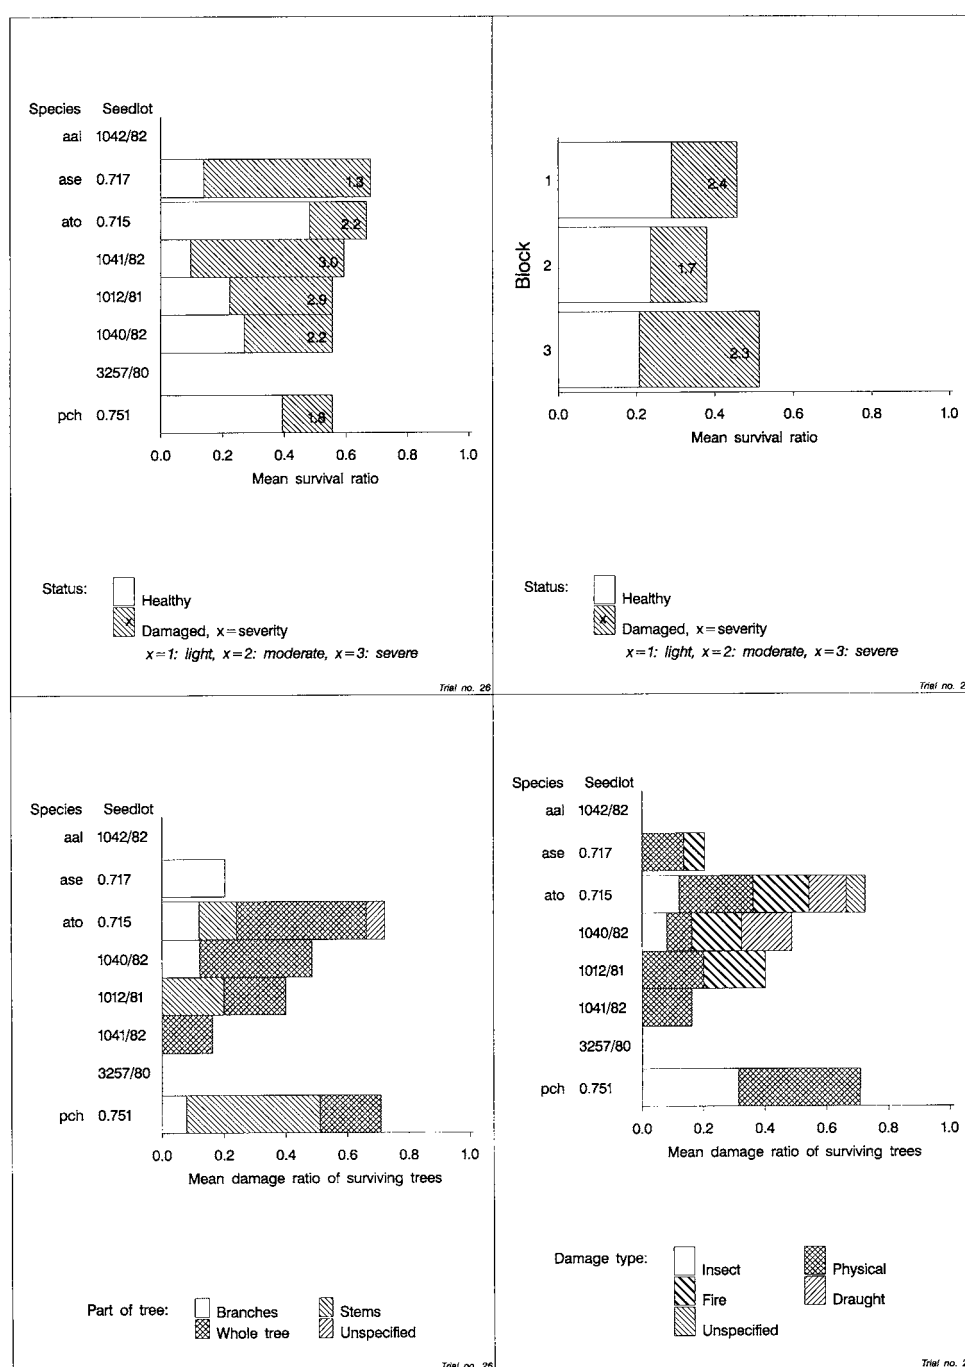 Species Seedlot
aal 1042/82
ase 0.717 1.3
ato 0.715 2.2
1041/82 3.0
1012/81 2.9
1040/82 2.2
3257/80
pch 0.751 1.8
0.0 0.2 0.4 0.6 0.8 1.0
Mean survival ratio
Status:
Healthy
x Damaged, x=severity
x=1: light, x=2: moderate, x=3: severe
Trial no. 26
Block
1 2.4
2 1.7
3 2.3
0.0 0.2 0.4 0.6 0.8 1.0
Mean survival ratio
Status:
Healthy
x Damaged, x=severity
x=1: light, x=2: moderate, x=3: severe
Trial no. 2
Species Seedlot
aal 1042/82
ase 0.717
ato 0.715
1040/82
1012/81
1041/82
3257/80
pch 0.751
0.0 0.2 0.4 0.6 0.8 1.0
Mean damage ratio of surviving trees
Part of tree: Branches Stems
Whole tree Unspecified
Trial no. 26
Species Seedlot
aal 1042/82
ase 0.717
ato 0.715
1040/82
1012/81
1041/82
3257/80
pch 0.751
0.0 0.2 0.4 0.6 0.8 1.0
Mean damage ratio of surviving trees
Damage type: Insect Physical
Fire Draught
Unspecified
Trial no. 2